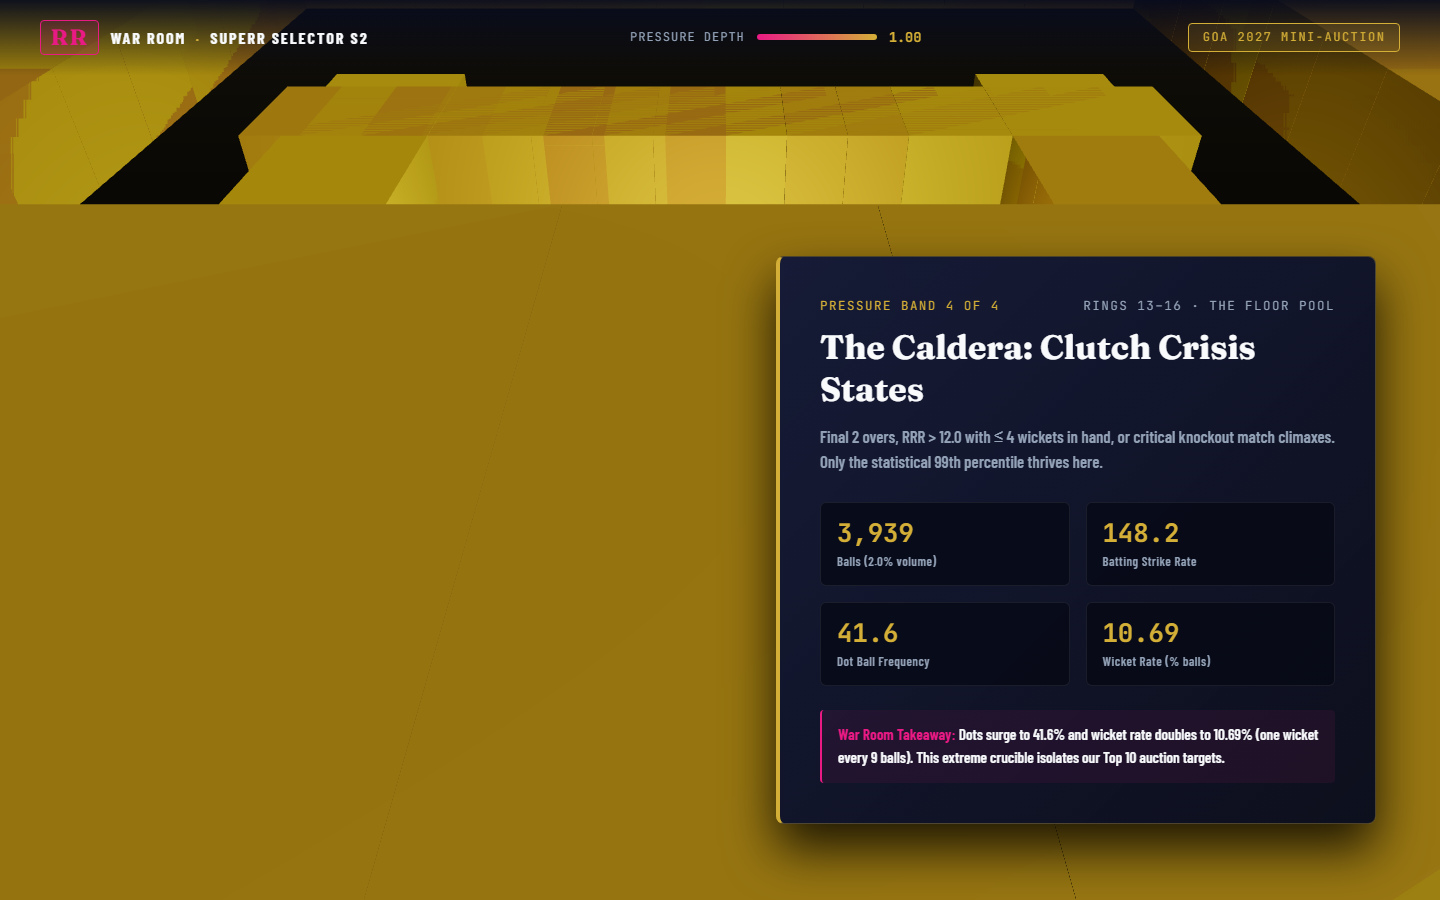 RR WAR ROOM · SUPERR SELECTOR S2
PRESSURE DEPTH 1.00
GOA 2027 MINI-AUCTION
PRESSURE BAND 4 OF 4
RINGS 13–16 · THE FLOOR POOL
The Caldera: Clutch Crisis
States
Final 2 overs, RRR > 12.0 with ≤ 4 wickets in hand, or critical knockout match climaxes.
Only the statistical 99th percentile thrives here.
3,939
Balls (2.0% volume)
148.2
Batting Strike Rate
41.6
Dot Ball Frequency
10.69
Wicket Rate (% balls)
War Room Takeaway: Dots surge to 41.6% and wicket rate doubles to 10.69% (one wicket
every 9 balls). This extreme crucible isolates our Top 10 auction targets.